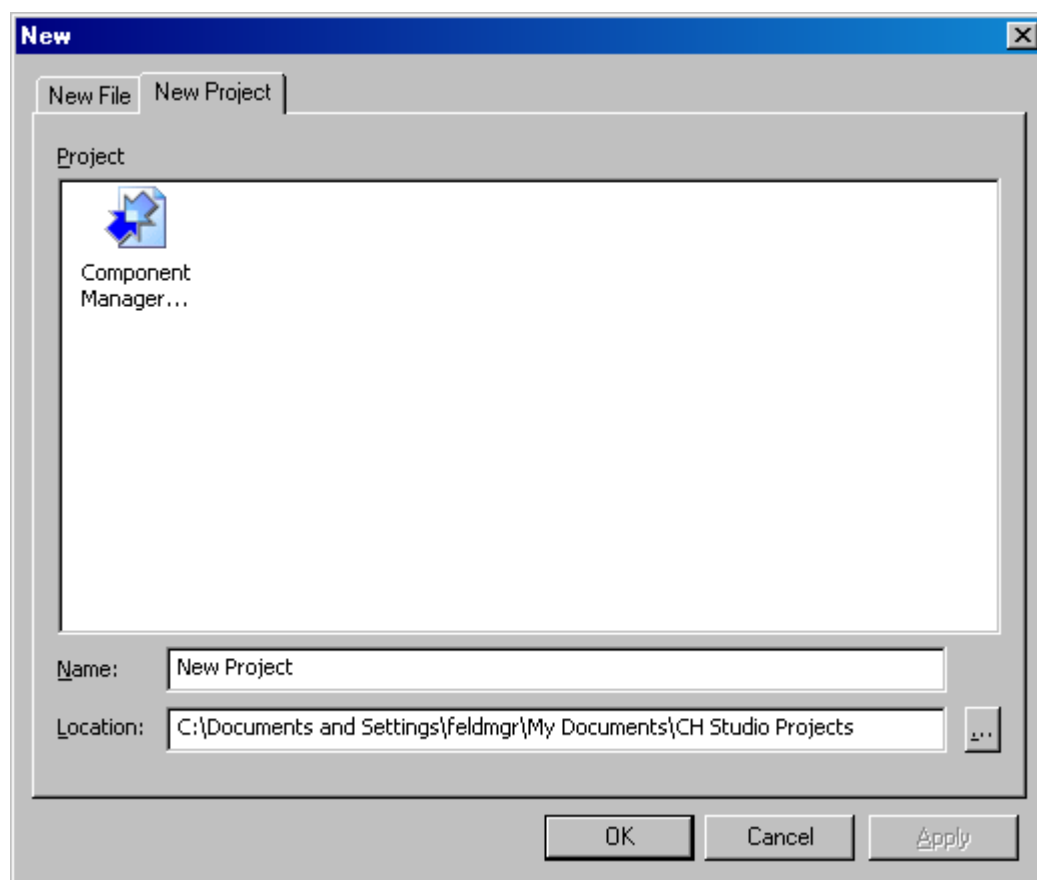 New
New File
New Project
Project
Component
Manager...
Name:
New Project
Location:
C:\Documents and Settings\feldmgr\My Documents\CH Studio Projects
...
OK
Cancel
Apply